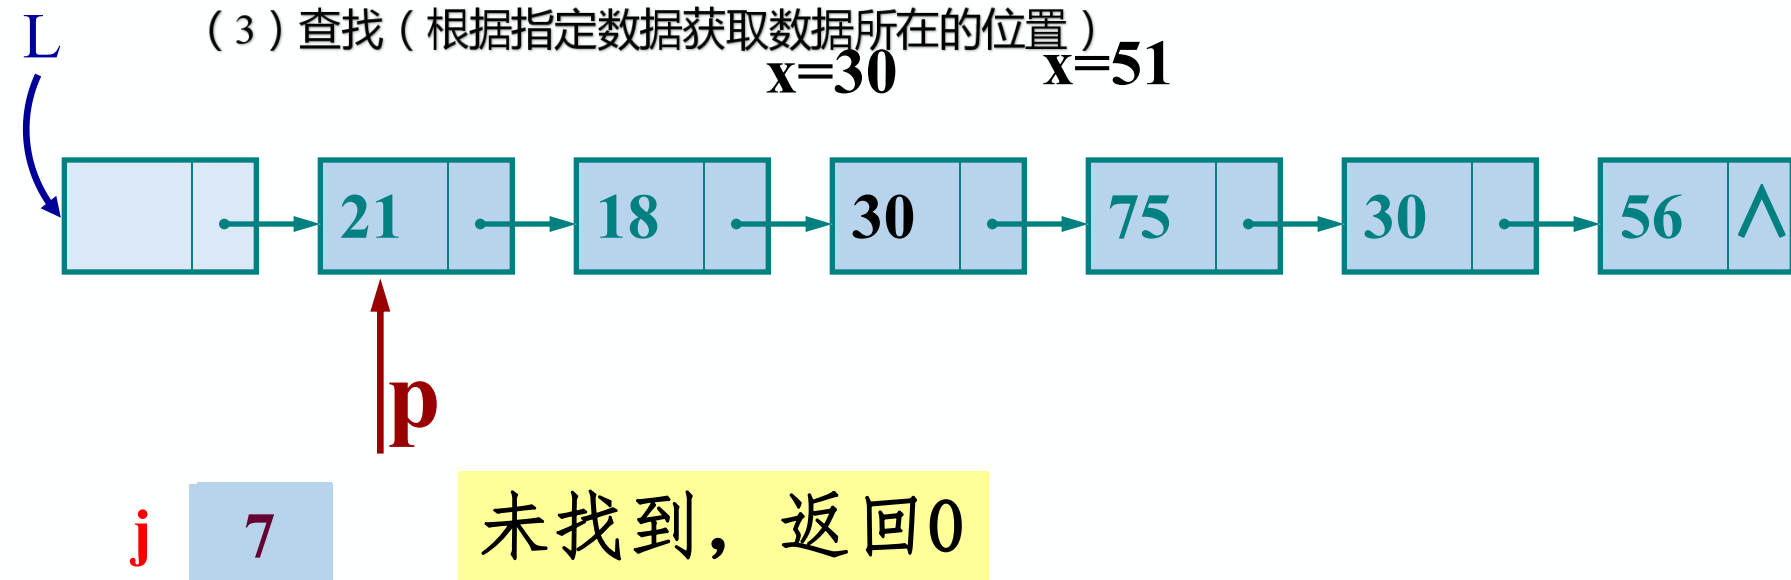 （3）查找（根据指定数据获取数据所在的位置）
L
x=30 x=51
21 18 30 75 30 56 ∧
p
j 7 未找到，返回0